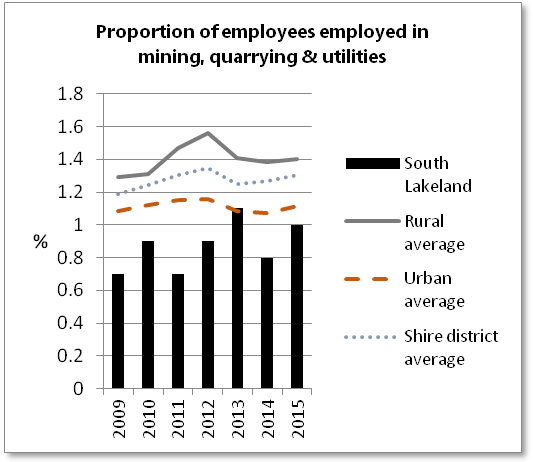 Proportion of employees employed in
mining, quarrying & utilities
1.8
1.6
1.4
1.2
1
0.8
0.6
0.4
0.2
0
%
2009
2010
2011
2012
2013
2014
2015
South
Lakeland
Rural
average
Urban
average
Shire district
average